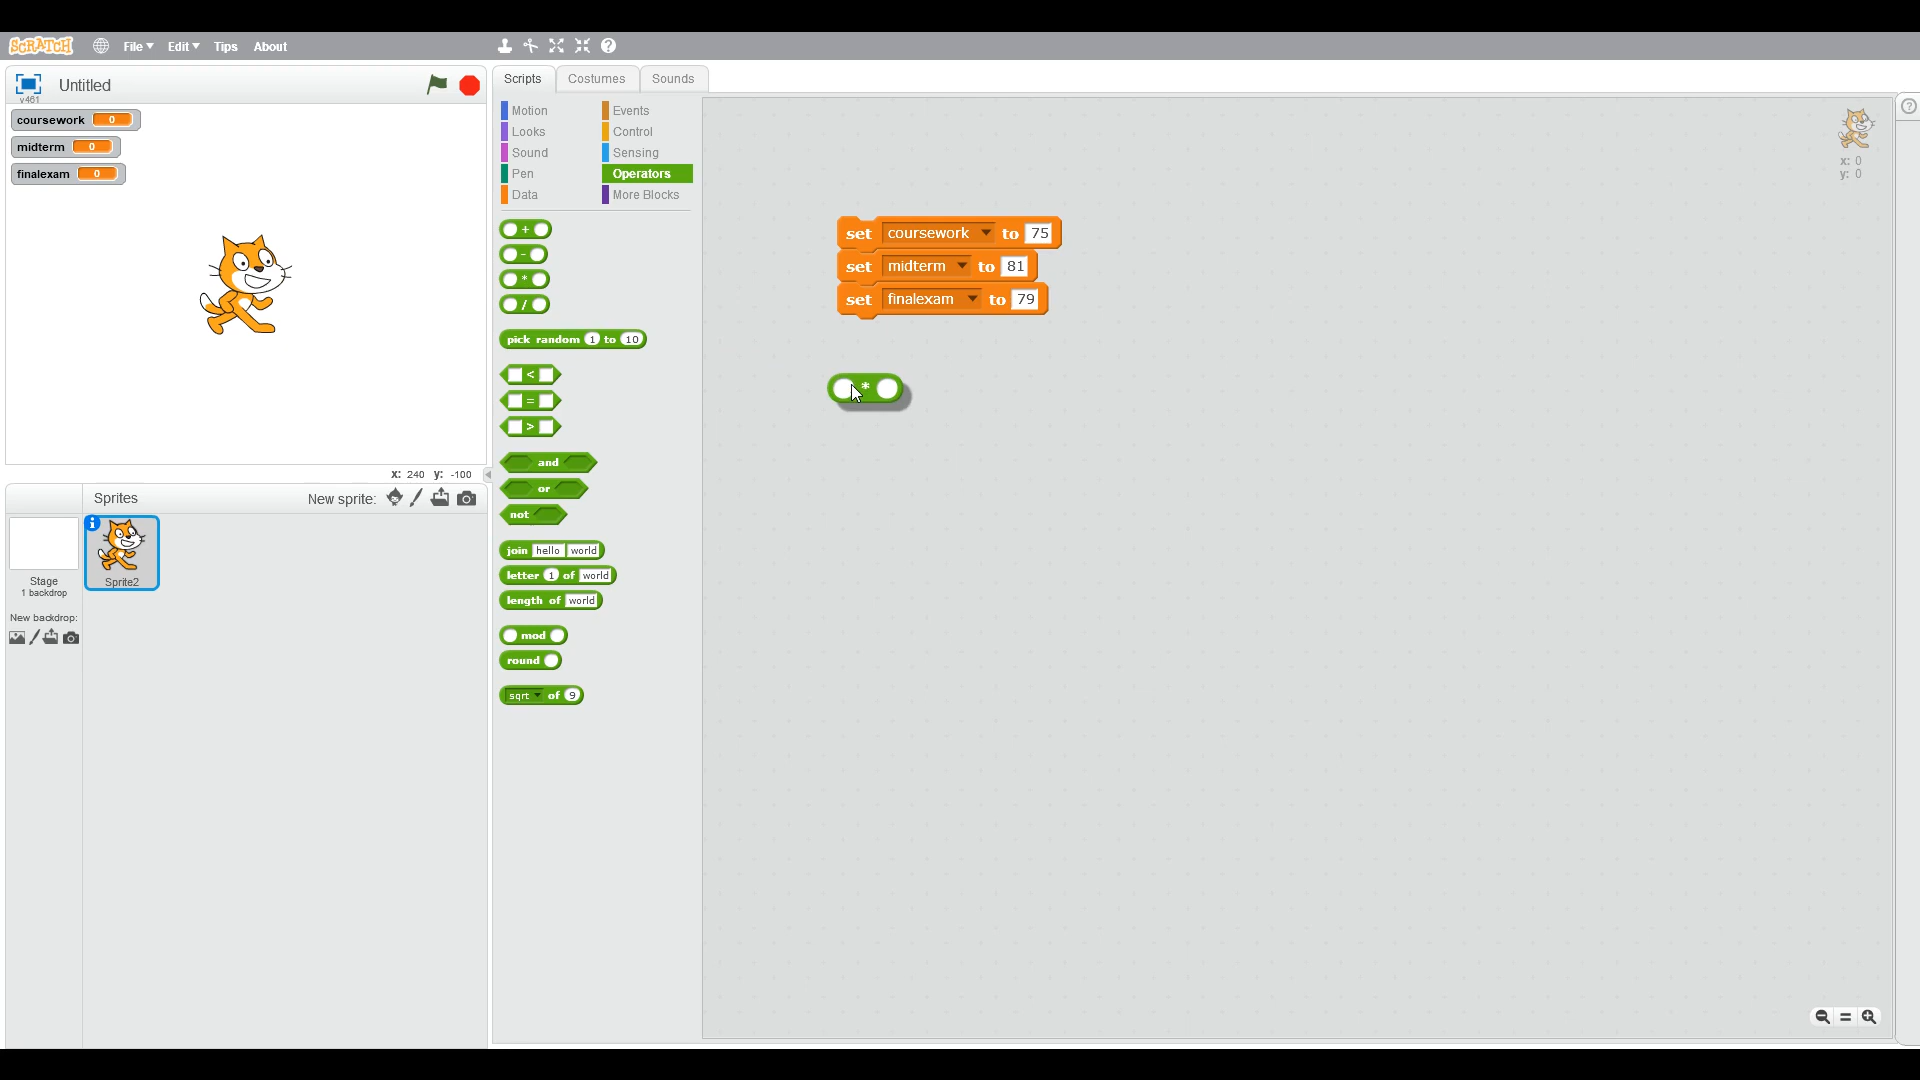 SCRATCH File Edit Tips About
Untitled
v461
Scripts Costumes Sounds
coursework 0
midterm 0
finalexam 0
Motion Events
Looks Control
Sound Sensing
Pen Operators
Data More Blocks
x: 0
y: 0
+
-
*
/
pick random 1 to 10
<
=
>
and
or
not
join hello world
letter 1 of world
length of world
mod
round
sqrt of 9
set coursework to 75
set midterm to 81
set finalexam to 79
*
x: 240 y: -100
Sprites New sprite:
Stage
1 backdrop
New backdrop:
Sprite2